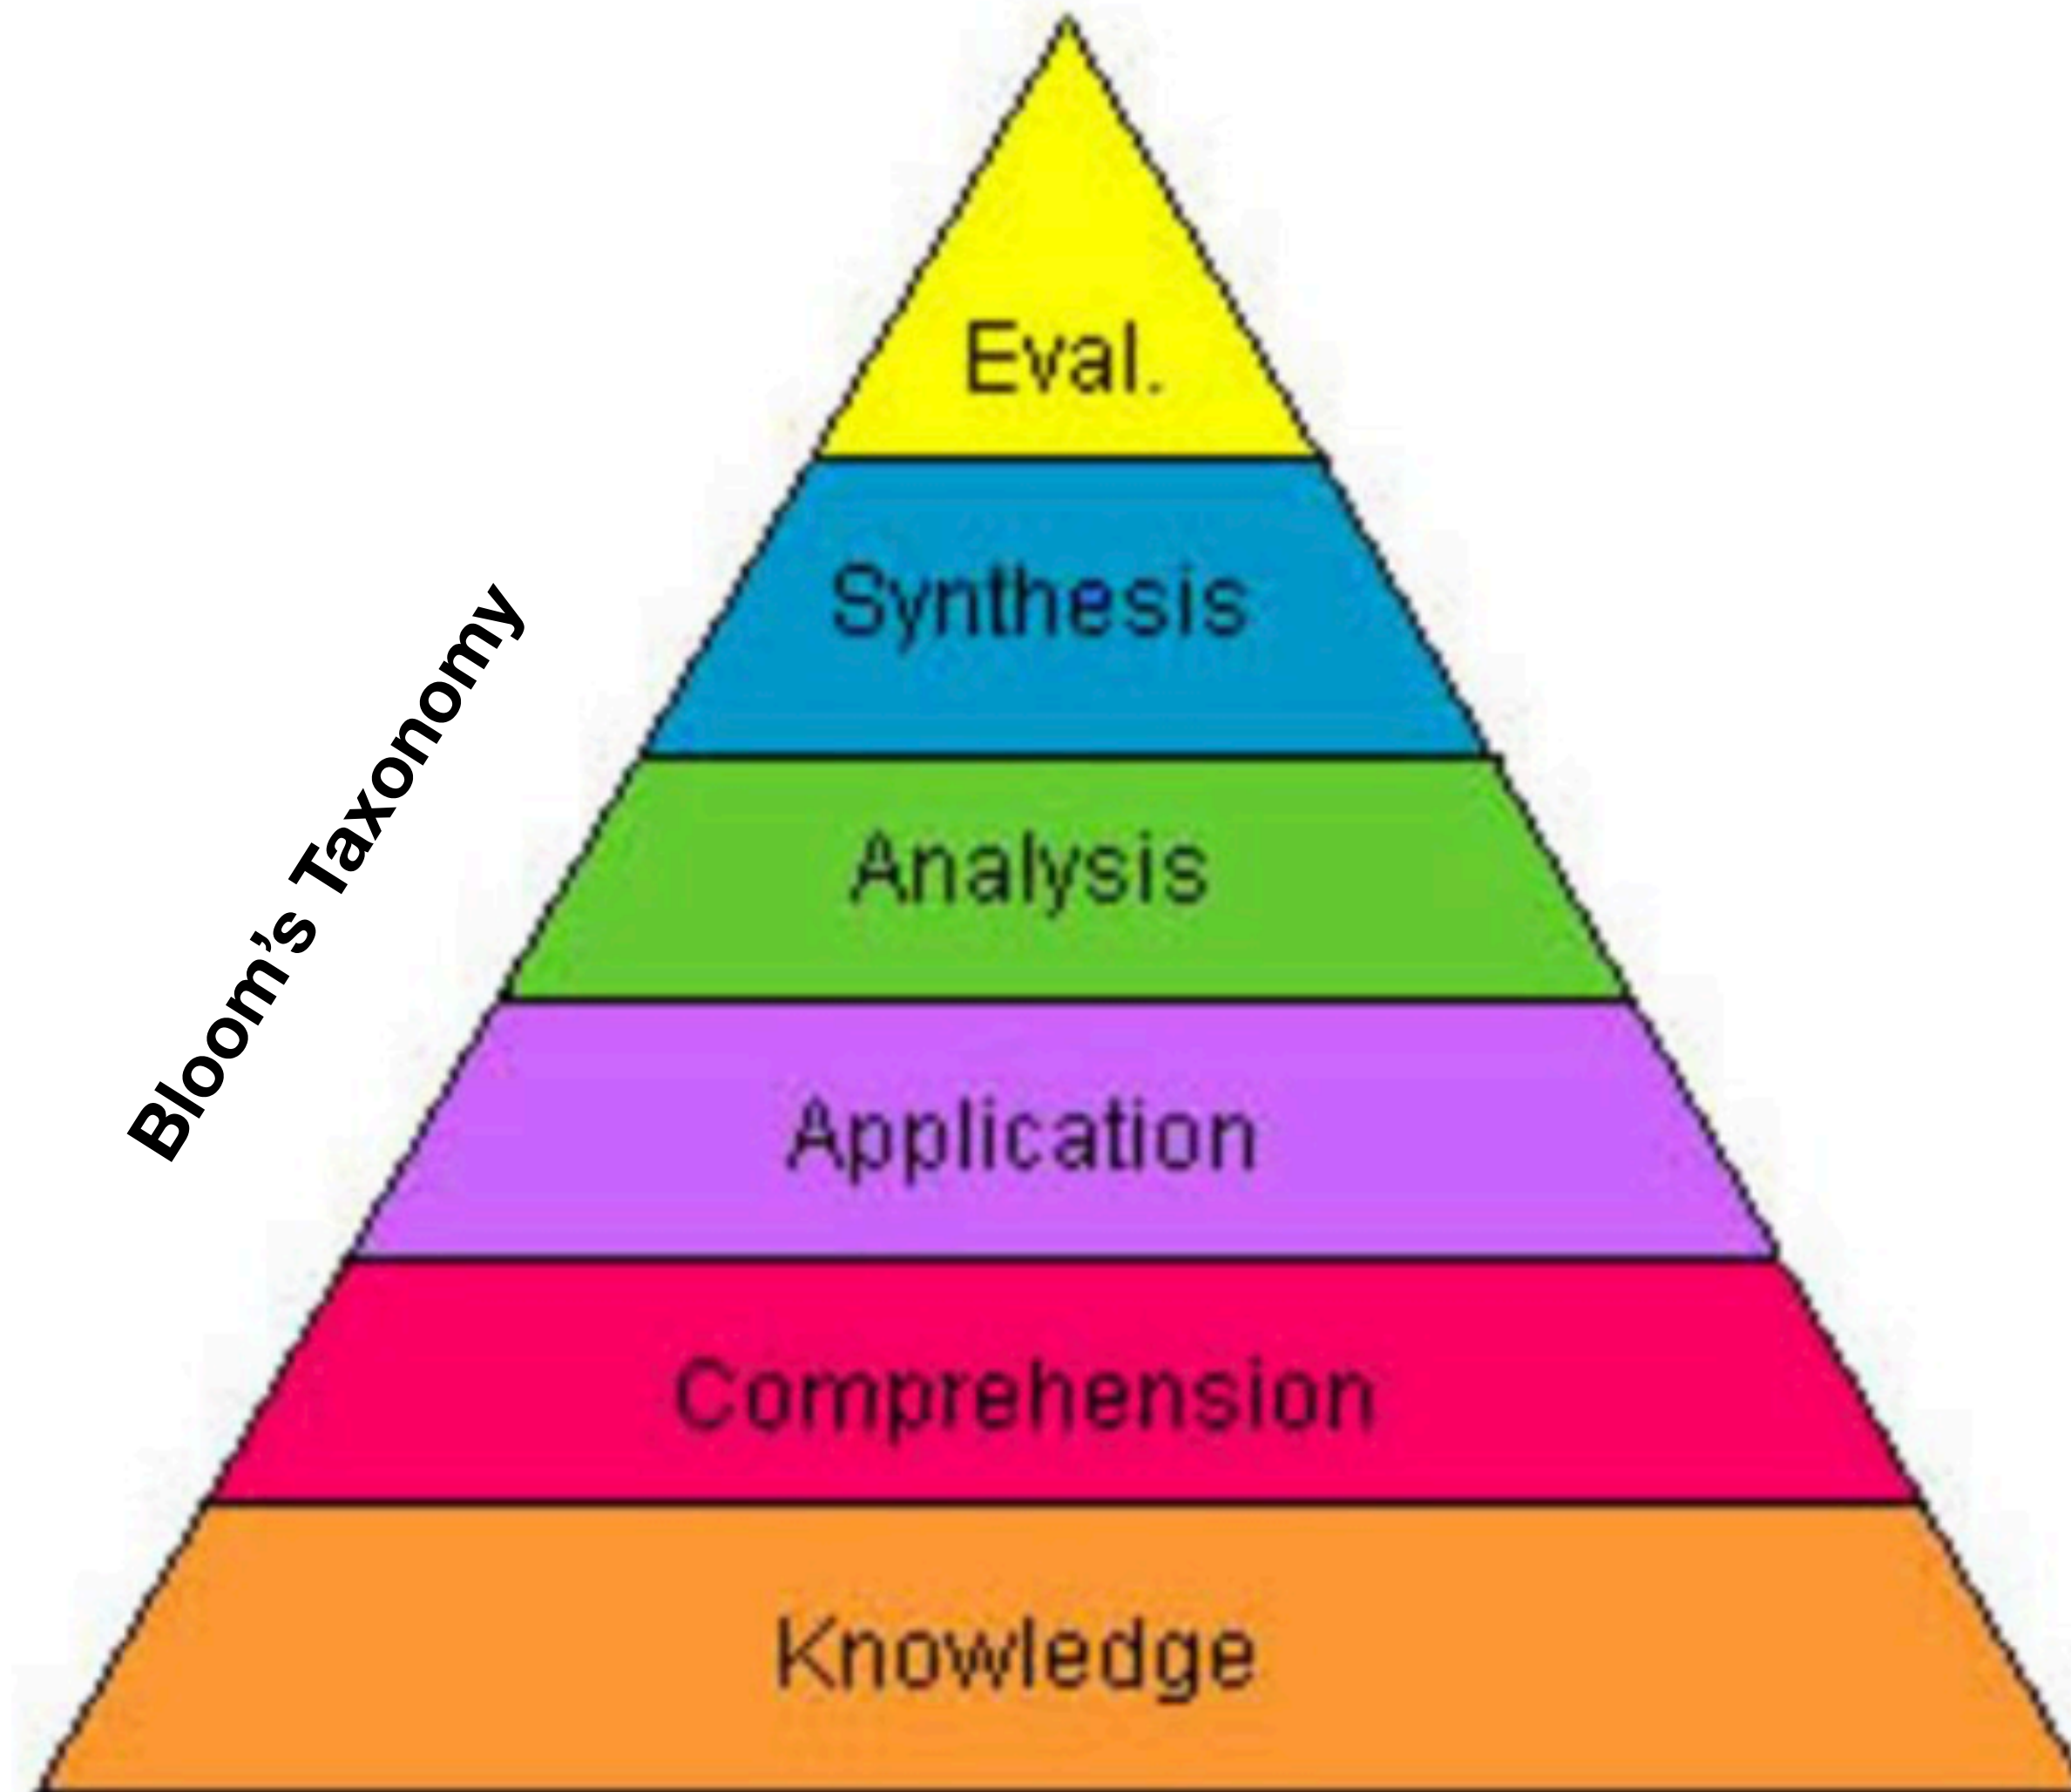 Eval.
Synthesis
Bloom’s Taxonomy
Analysis
Application
Comprehension
Knowledge